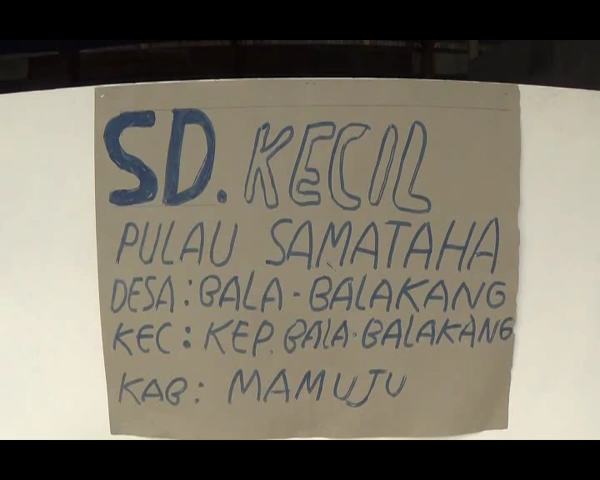 SD. KECIL
PULAU SAMATAHA
DESA : BALA - BALAKANG
KEC : KEP. BALA-BALAKANG
KAB : MAMUJU